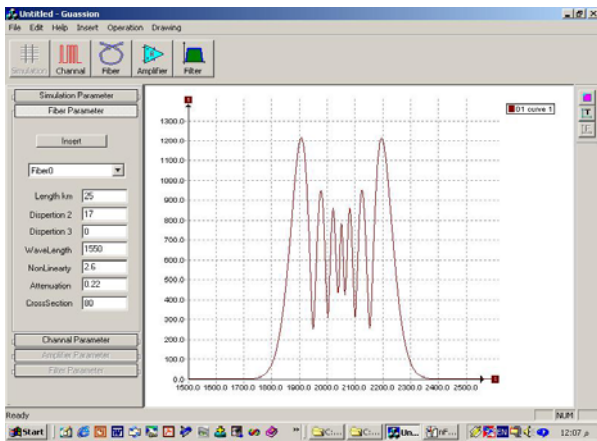 Untitled - Guassion
File Edit Help Insert Operation Drawing
Simulation Channal Fiber Amplifier Filter
Simulation Parameter
Fiber Parameter
Insert
Fiber0
Length km 25
Dispertion 2 17
Dispertion 3 0
WaveLength 1550
NonLinearty 2.6
Attenuation 0.22
CrossSection 80
Channal Parameter
Amplifier Parameter
Filter Parameter
01 curve 1
1300.0
1200.0
1100.0
1000.0
900.0
800.0
700.0
600.0
500.0
400.0
300.0
200.0
100.0
0.0
1500.0 1600.0 1700.0 1800.0 1900.0 2000.0 2100.0 2200.0 2300.0 2400.0 2500.0
Ready
NUM
Start
C:...
C:...
Un...
EN
12:07 م